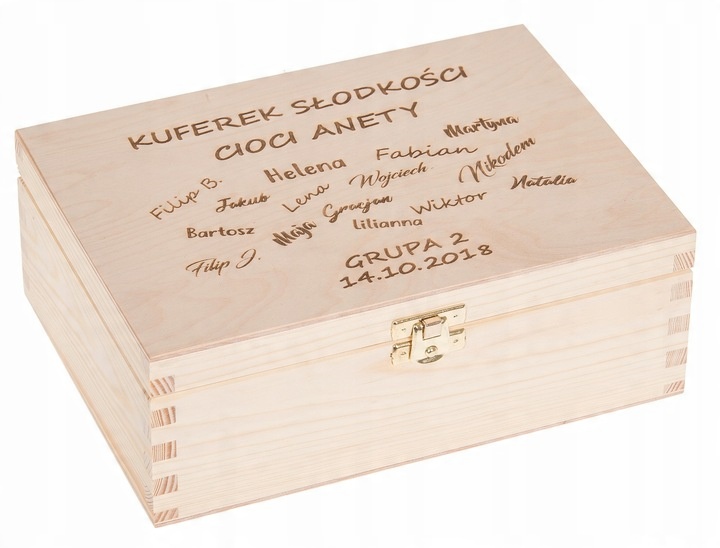 KUFEREK SŁODKOŚCI
CIOCI ANETY
Martyna
Filip B.
Jakub
Helena
Fabian
Lena
Wojciech
Nikodem
Bartosz
Maja
Gracjan
Lilianna
Wiktor
Natalia
Filip J.
GRUPA 2
14.10.2018